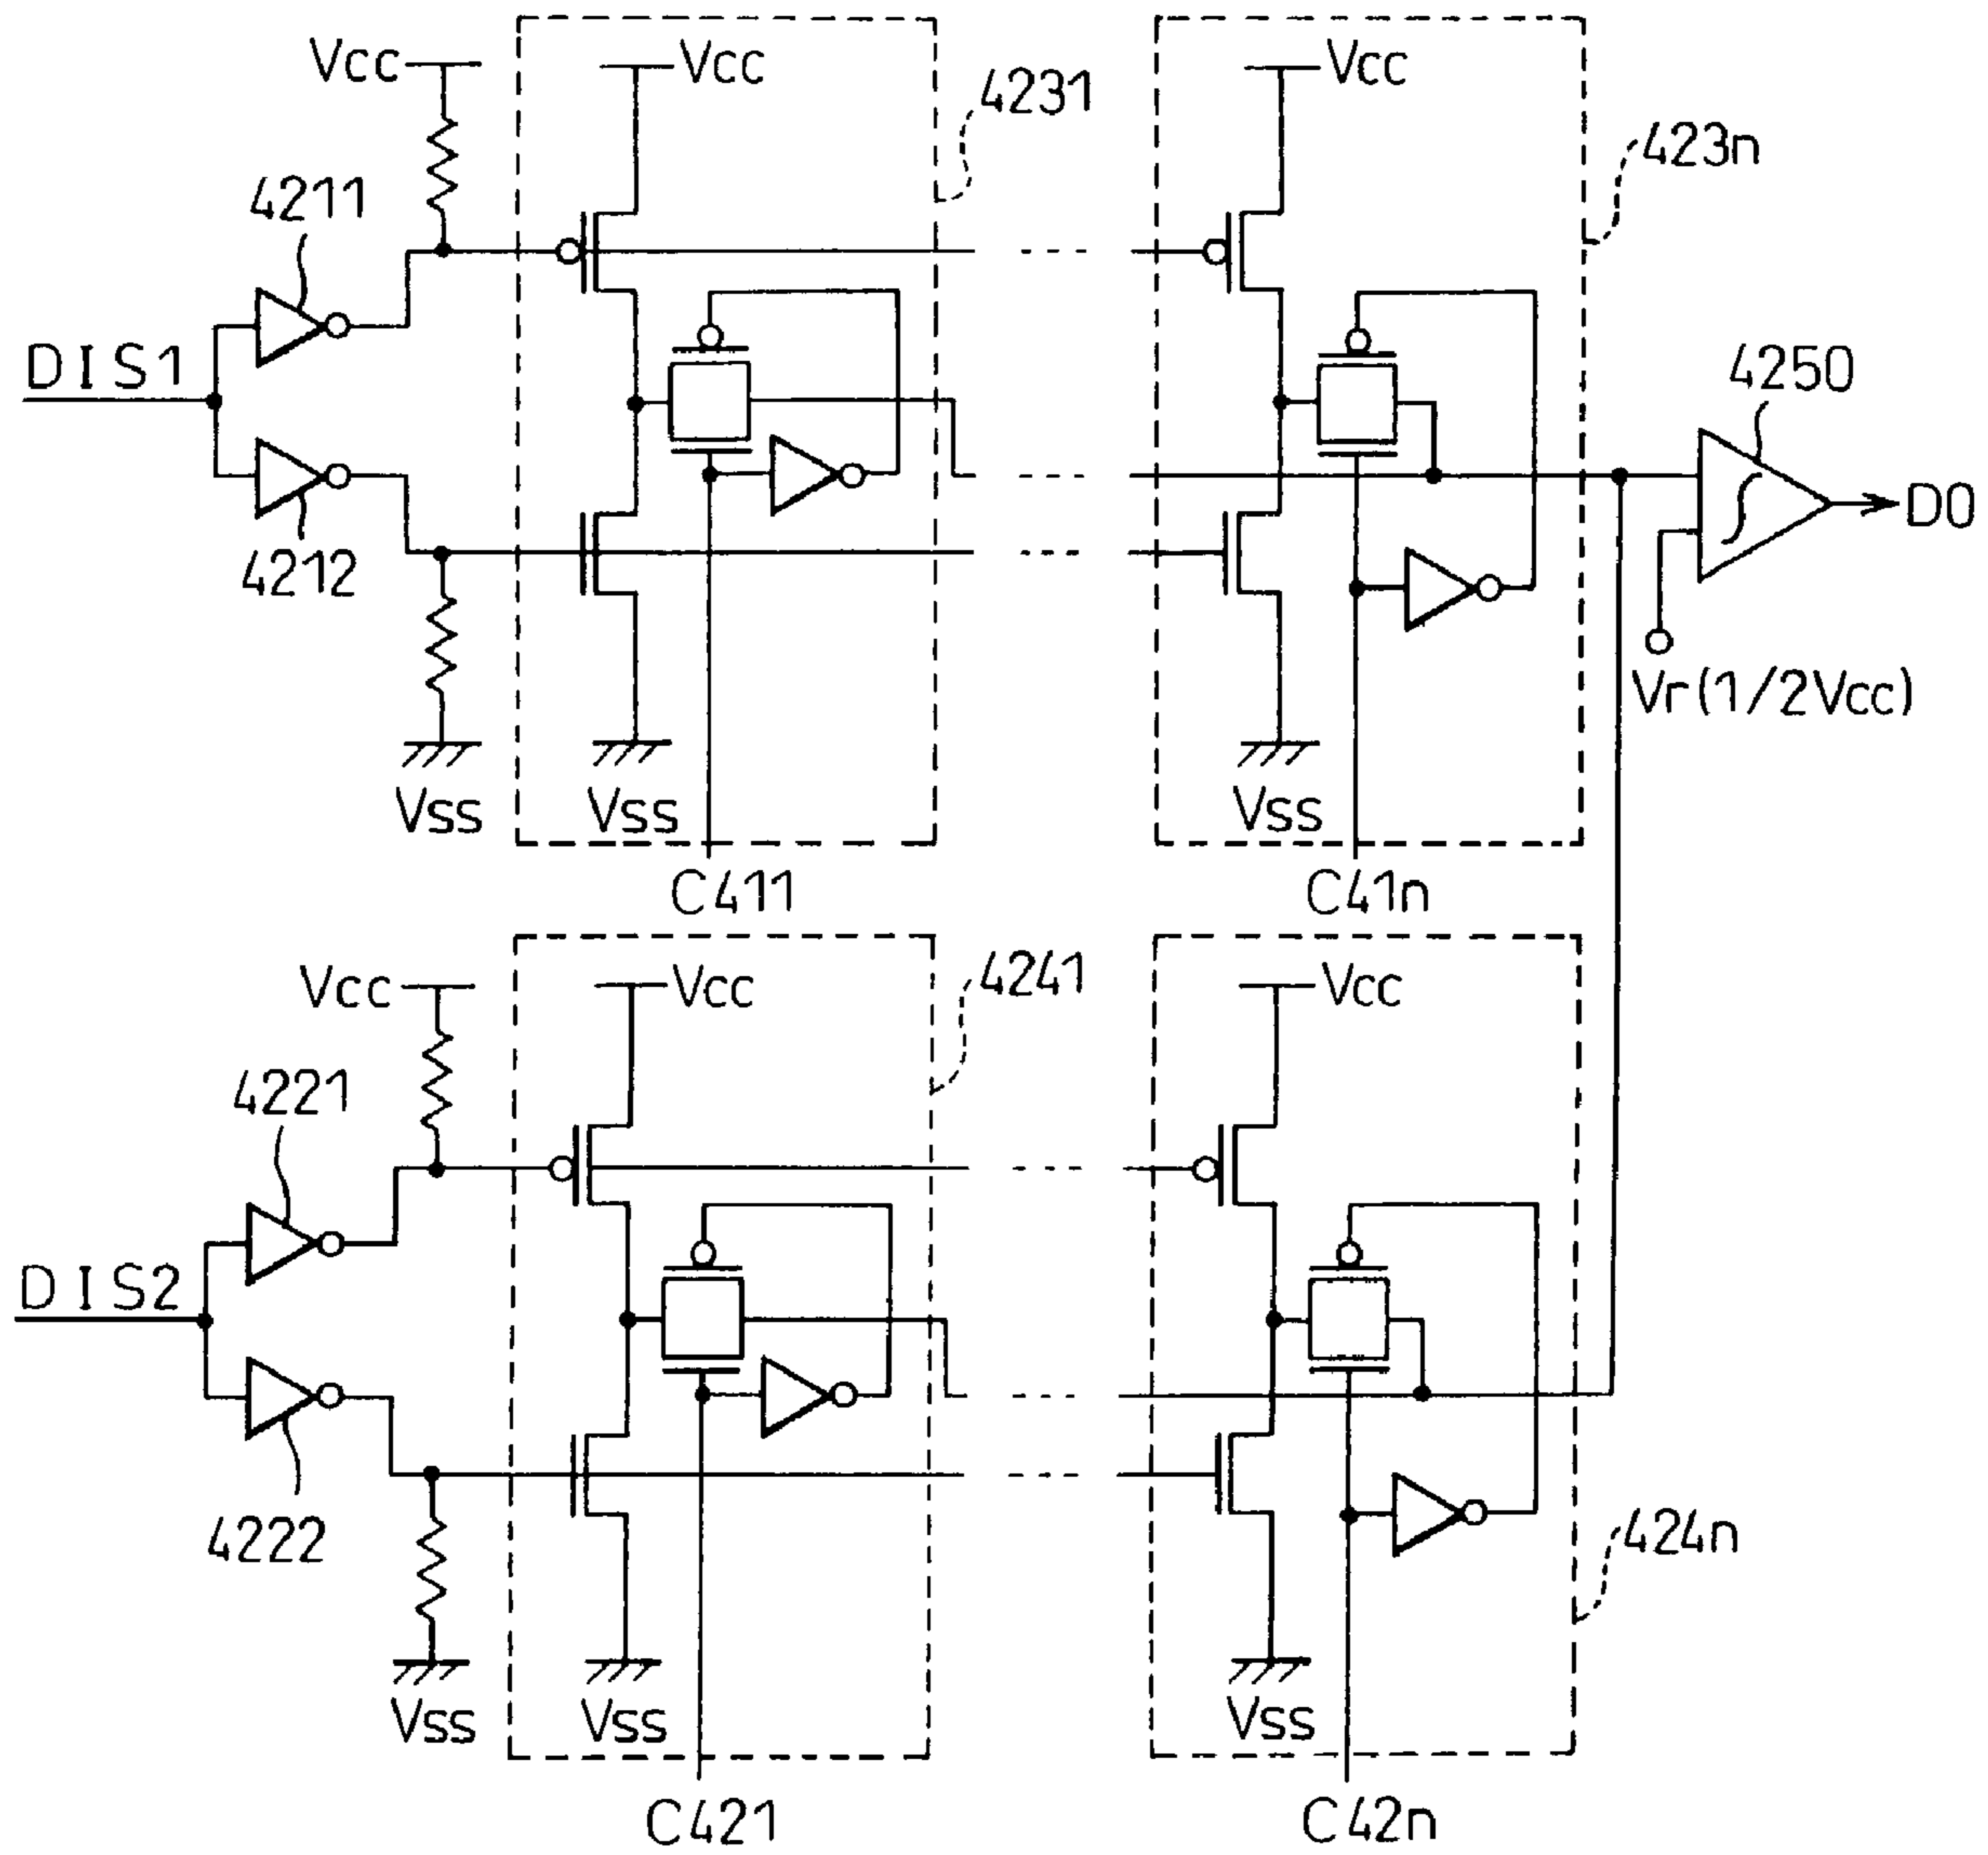 Vcc
Vcc
4231
Vcc
423n
4211
DIS1
4250
D0
4212
Vr(1/2Vcc)
Vss
Vss
Vss
C411
C41n
Vcc
Vcc
4241
Vcc
4221
DIS2
4222
424n
Vss
Vss
Vss
C421
C42n